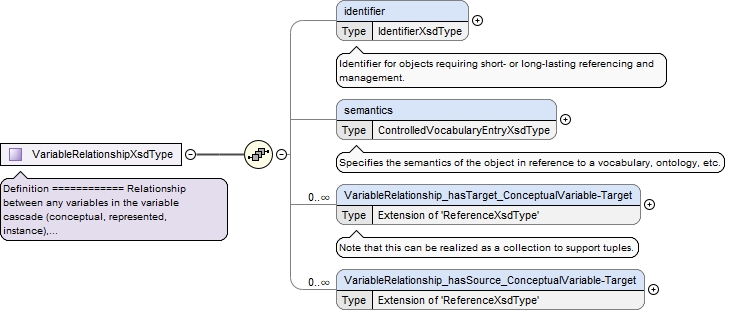 identifier
Type IdentifierXsdType
Identifier for objects requiring short- or long-lasting referencing and
management.
semantics
Type ControlledVocabularyEntryXsdType
Specifies the semantics of the object in reference to a vocabulary, ontology, etc.
VariableRelationshipXsdType
Definition ============ Relationship
between any variables in the variable
cascade (conceptual, represented,
instance),...
0..∞
VariableRelationship_hasTarget_ConceptualVariable-Target
Type Extension of 'ReferenceXsdType'
Note that this can be realized as a collection to support tuples.
0..∞
VariableRelationship_hasSource_ConceptualVariable-Target
Type Extension of 'ReferenceXsdType'